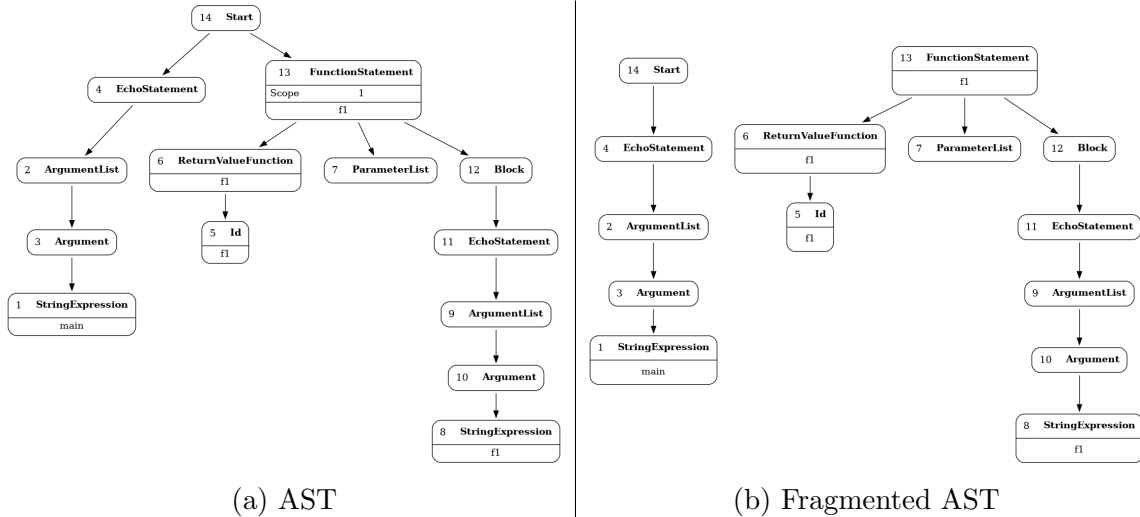 14 Start
13 FunctionStatement
Scope 1
f1
4 EchoStatement
6 ReturnValueFunction
f1
2 ArgumentList
7 ParameterList
12 Block
5 Id
f1
3 Argument
11 EchoStatement
1 StringExpression
main
9 ArgumentList
10 Argument
8 StringExpression
f1
(a) AST
13 FunctionStatement
f1
14 Start
6 ReturnValueFunction
f1
4 EchoStatement
7 ParameterList
12 Block
5 Id
f1
2 ArgumentList
11 EchoStatement
3 Argument
9 ArgumentList
1 StringExpression
main
10 Argument
8 StringExpression
f1
(b) Fragmented AST